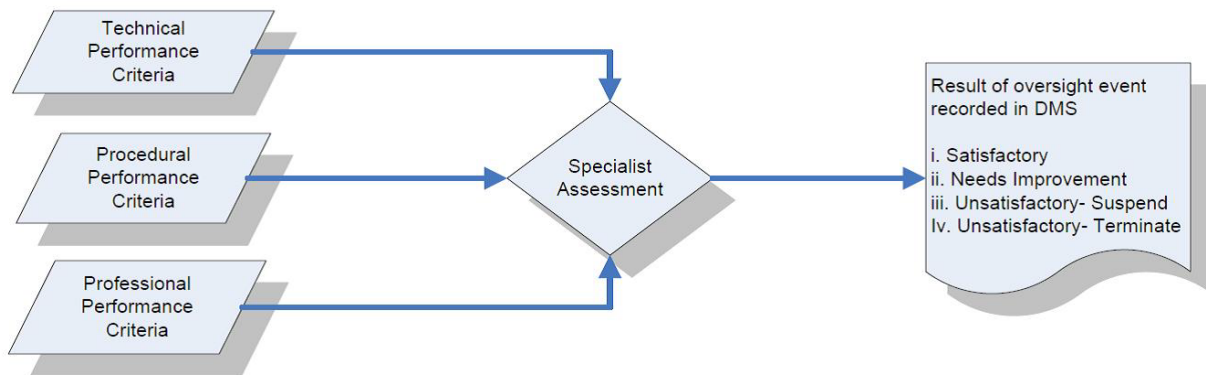 Technical
Performance
Criteria
Procedural
Performance
Criteria
Professional
Performance
Criteria
Specialist
Assessment
Result of oversight event
recorded in DMS
i. Satisfactory
ii. Needs Improvement
iii. Unsatisfactory- Suspend
Iv. Unsatisfactory- Terminate